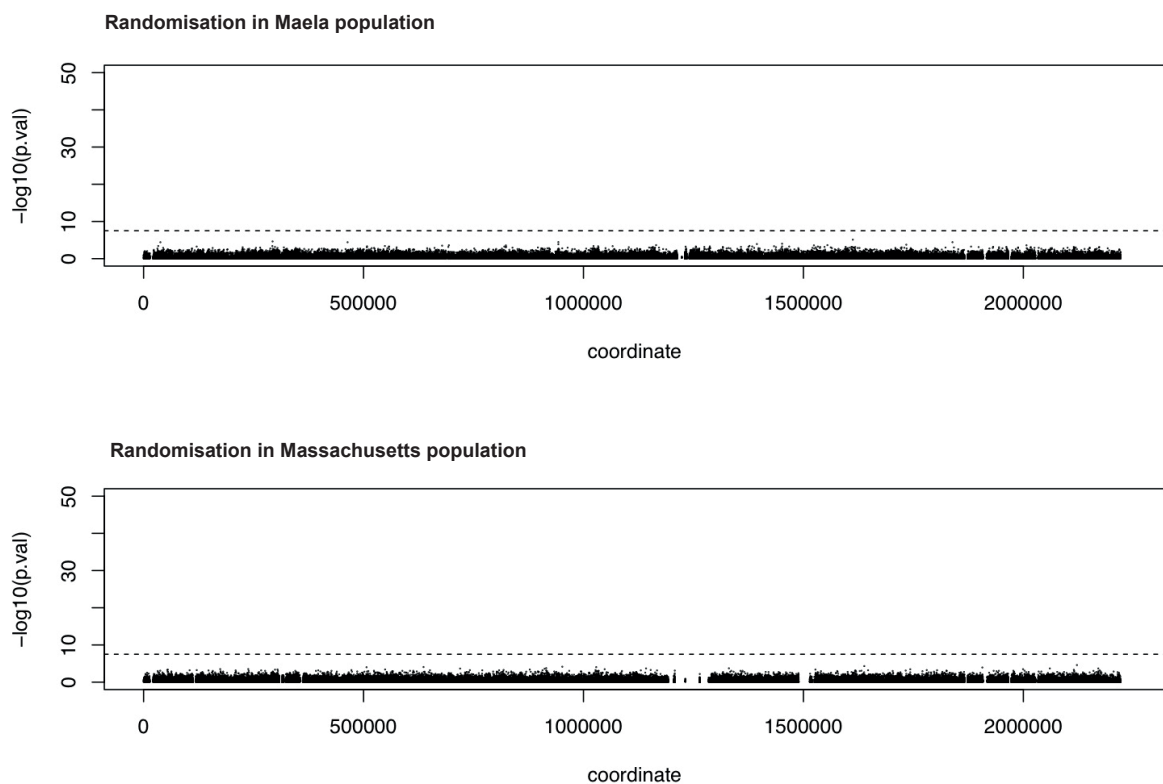 Randomisation in Maela population
50
30
10
0
−log10(p.val)
0 500000 1000000 1500000 2000000
coordinate
Randomisation in Massachusetts population
50
30
10
0
−log10(p.val)
0 500000 1000000 1500000 2000000
coordinate